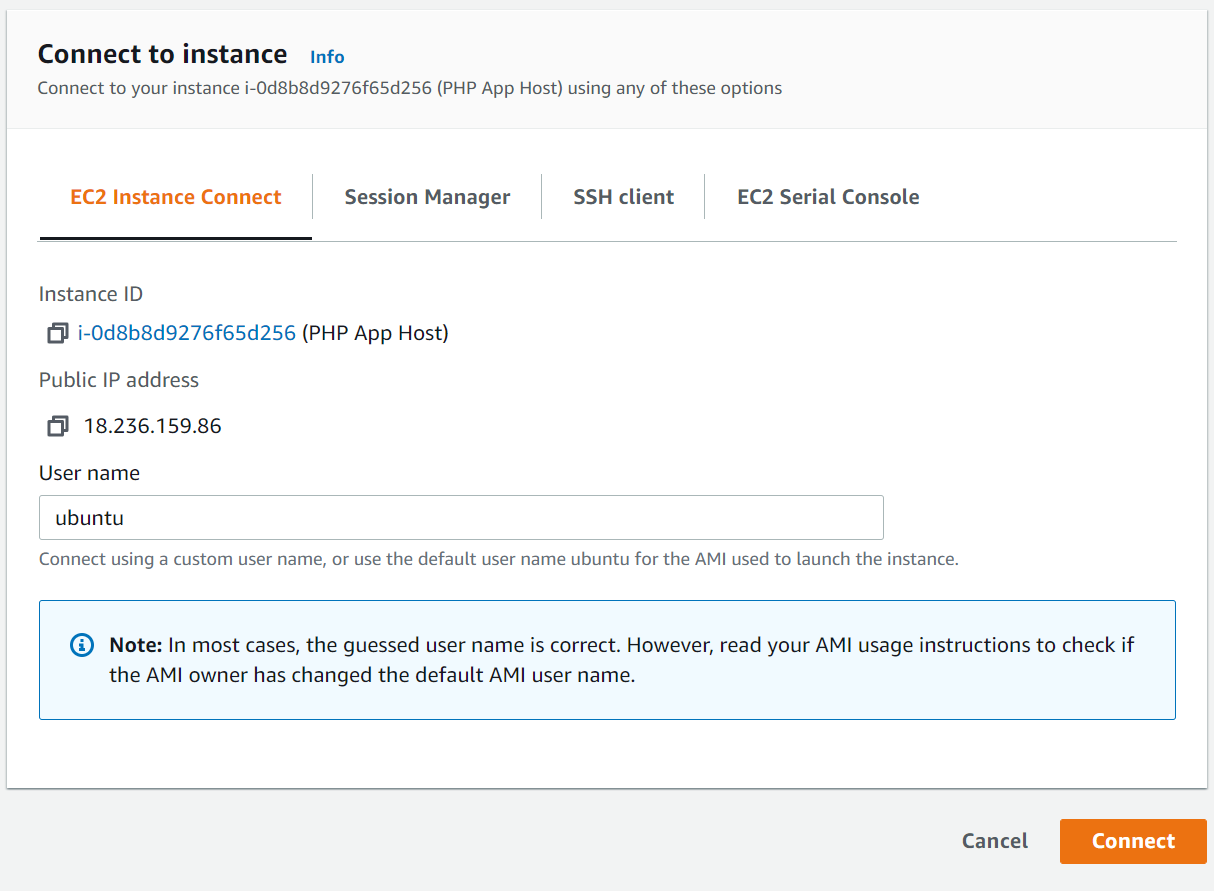 Connect to instance Info
Connect to your instance i-0d8b8d9276f65d256 (PHP App Host) using any of these options
EC2 Instance Connect Session Manager SSH client EC2 Serial Console
Instance ID
i-0d8b8d9276f65d256 (PHP App Host)
Public IP address
18.236.159.86
User name
ubuntu
Connect using a custom user name, or use the default user name ubuntu for the AMI used to launch the instance.
Note: In most cases, the guessed user name is correct. However, read your AMI usage instructions to check if
the AMI owner has changed the default AMI user name.
Cancel Connect